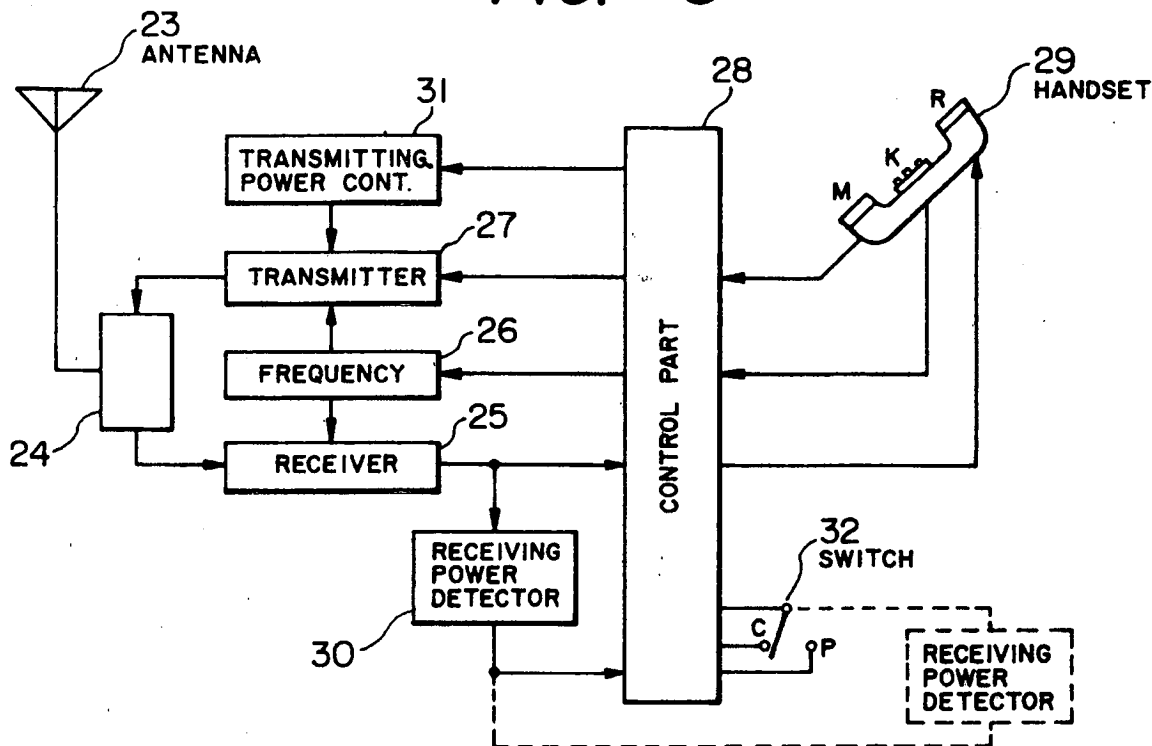 23
ANTENNA
31
28
29
HANDSET
R
K
M
TRANSMITTING
POWER CONT.
27
TRANSMITTER
26
FREQUENCY
24
25
RECEIVER
CONTROL PART
RECEIVING
POWER
DETECTOR
30
32
SWITCH
C
P
RECEIVING
POWER
DETECTOR